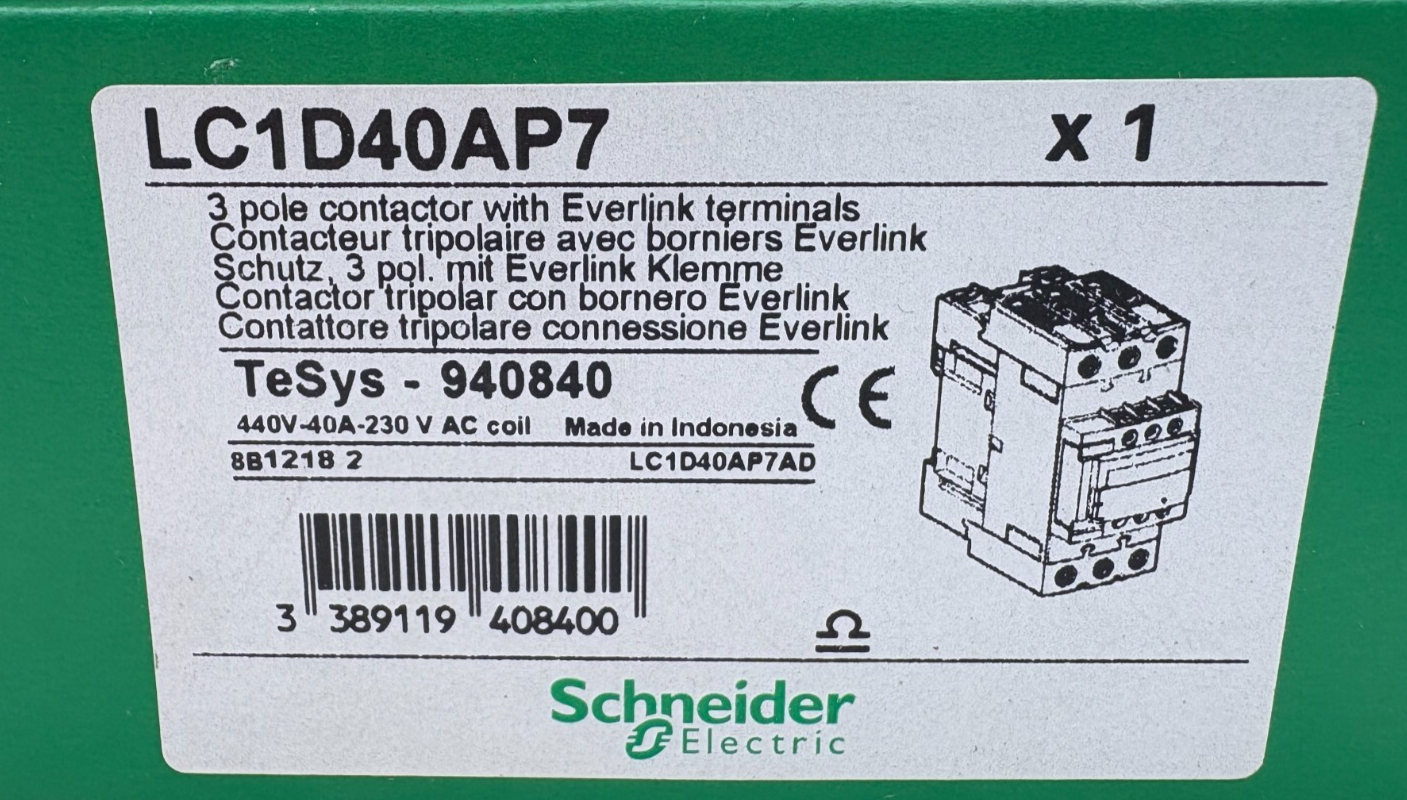 LC1D40AP7 x 1
3 pole contactor with Everlink terminals
Contacteur tripolaire avec borniers Everlink
Schutz, 3 pol. mit Everlink Klemme
Contactor tripolar con bornero Everlink
Contattore tripolare connessione Everlink
TeSys - 940840
CE
440V-40A-230 V AC coil Made in Indonesia
8B1218 2 LC1D40AP7AD
3 389119 408400
Schneider
Electric